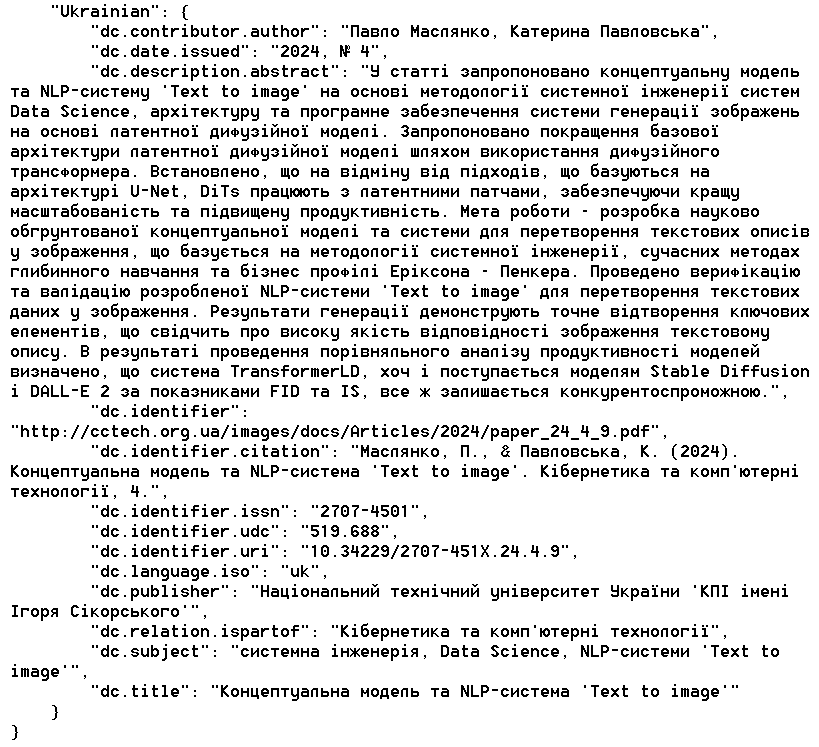 "Ukrainian": {
"dc.contributor.author": "Павло Маслянко, Катерина Павловська",
"dc.date.issued": "2024, № 4",
"dc.description.abstract": "У статті запропоновано концептуальну модель
та NLP-систему 'Text to image' на основі методології системної інженерії систем
Data Science, архітектуру та програмне забезпечення системи генерації зображень
на основі латентної дифузійної моделі. Запропоновано покращення базової
архітектури латентної дифузійної моделі шляхом використання дифузійного
трансформера. Встановлено, що на відміну від підходів, що базуються на
архітектурі U-Net, DiTs працюють з латентними патчами, забезпечуючи кращу
масштабованість та підвищену продуктивність. Мета роботи - розробка науково
обгрунтованої концептуальної моделі та системи для перетворення текстових описів
у зображення, що базується на методології системної інженерії, сучасних методах
глибинного навчання та бізнес профілі Еріксона - Пенкера. Проведено верифікацію
та валідацію розробленої NLP-системи 'Text to image' для перетворення текстових
даних у зображення. Результати генерації демонструють точне відтворення ключових
елементів, що свідчить про високу якість відповідності зображення текстовому
опису. В результаті проведення порівняльного аналізу продуктивності моделей
визначено, що система TransformerLD, хоч і поступається моделям Stable Diffusion
і DALL-E 2 за показниками FID та IS, все ж залишається конкурентоспроможною.",
"dc.identifier":
"http://cctech.org.ua/images/docs/Articles/2024/paper_24_4_9.pdf",
"dc.identifier.citation": "Маслянко, П., & Павловська, К. (2024).
Концептуальна модель та NLP-система 'Text to image'. Кібернетика та комп'ютерні
технології, 4.",
"dc.identifier.issn": "2707-4501",
"dc.identifier.udc": "519.688",
"dc.identifier.uri": "10.34229/2707-451X.24.4.9",
"dc.language.iso": "uk",
"dc.publisher": "Національний технічний університет України 'КПІ імені
Ігоря Сікорського'",
"dc.relation.ispartof": "Кібернетика та комп'ютерні технології",
"dc.subject": "системна інженерія, Data Science, NLP-системи 'Text to
image'",
"dc.title": "Концептуальна модель та NLP-система 'Text to image'"
}
}